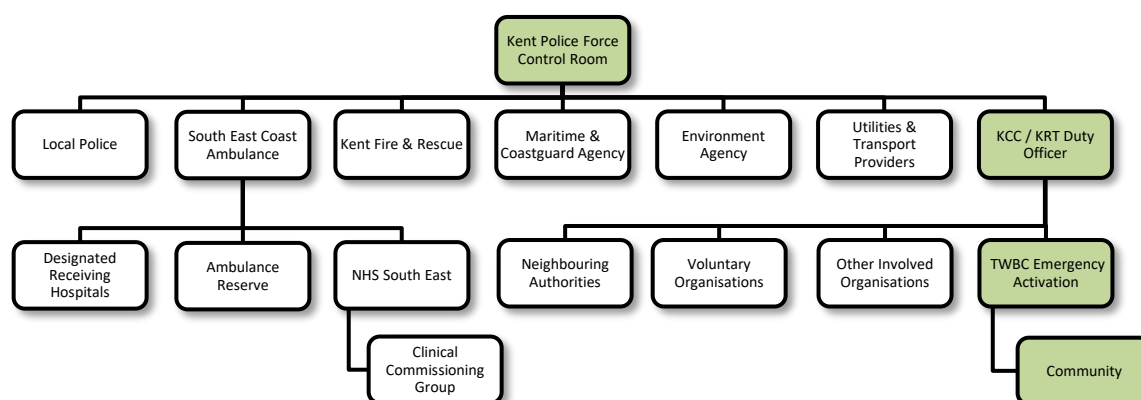 Kent Police Force
Control Room
Local Police
South East Coast
Ambulance
Kent Fire & Rescue
Maritime &
Coastguard Agency
Environment
Agency
Utilities &
Transport
Providers
KCC / KRT Duty
Officer
Designated
Receiving
Hospitals
Ambulance
Reserve
NHS South East
Neighbouring
Authorities
Voluntary
Organisations
Other Involved
Organisations
TWBC Emergency
Activation
Clinical
Commissioning
Group
Community